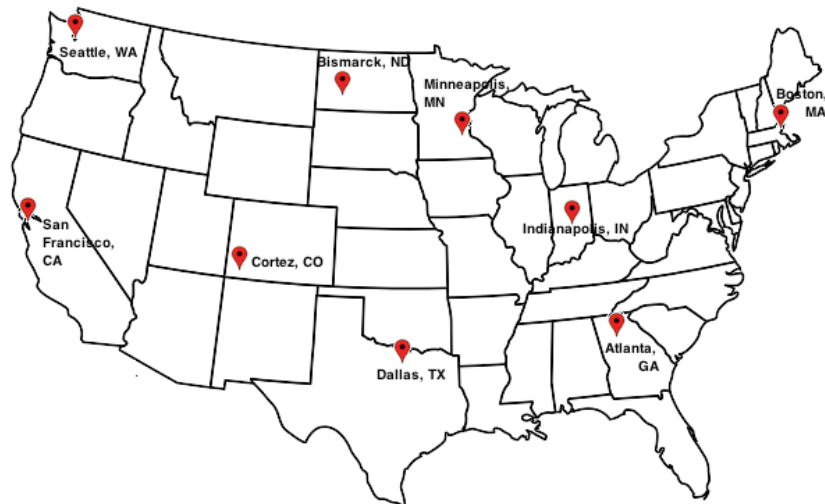 Seattle, WA
Bismarck, ND
Minneapolis,
MN
Boston,
MA
San
Francisco,
CA
Cortez, CO
Indianapolis, IN
Dallas, TX
Atlanta,
GA